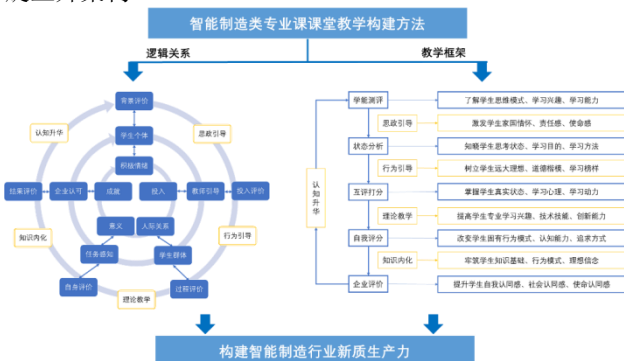 智能制造类专业课课堂教学构建方法
逻辑关系
教学框架
背景评价
认知升华
思政引导
学生个体
积极情绪
结果评价
企业认可
成就
投入
教师引导
投入评价
意义
人际关系
知识内化
行为引导
任务感知
学生群体
自身评价
过程评价
理论教学
认知升华
学能测评
了解学生思维模式、学习兴趣、学习能力
思政引导
激发学生家国情怀、责任感、使命感
状态分析
知晓学生思考状态、学习目的、学习方法
行为引导
树立学生远大理想、道德楷模、学习榜样
互评打分
掌握学生真实状态、学习心理、学习动力
理论教学
提高学生专业学习兴趣、技术技能、创新能力
自我评分
改变学生固有行为模式、认知能力、追求方式
知识内化
牢筑学生知识基础、行为模式、理想信念
企业评价
提升学生自我认同感、社会认同感、使命认同感
构建智能制造行业新质生产力